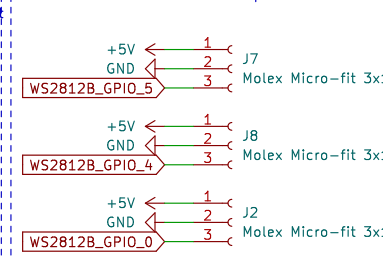 +5V 1
GND 2 J7
WS2812B_GPIO_5 3 Molex Micro-fit 3x1
+5V 1
GND 2 J8
WS2812B_GPIO_4 3 Molex Micro-fit 3x1
+5V 1
GND 2 J2
WS2812B_GPIO_0 3 Molex Micro-fit 3x1